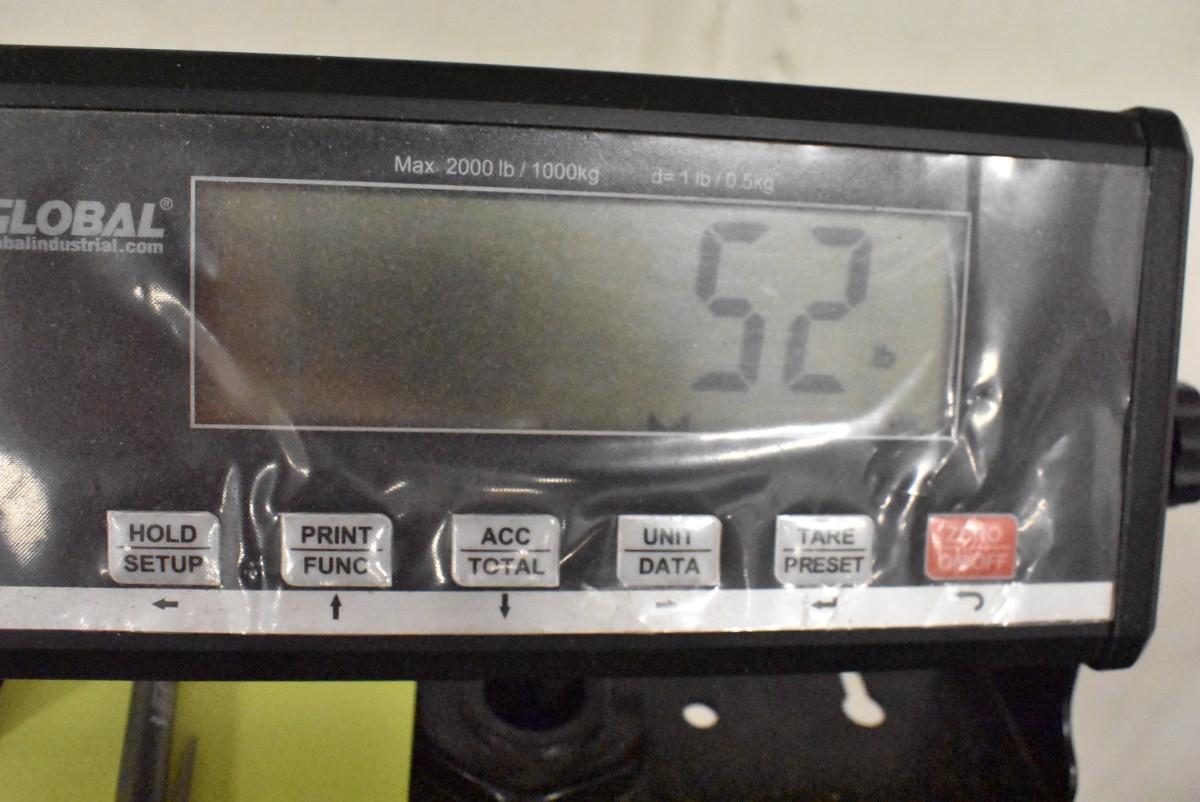 Max 2000 lb / 1000kg
d= 1 lb / 0.5kg
GLOBAL®
balindustrial.com
52
lb
HOLD
SETUP
PRINT
FUNC
ACC
TOTAL
UNIT
DATA
TARE
PRESET
ZERO
ON/OFF